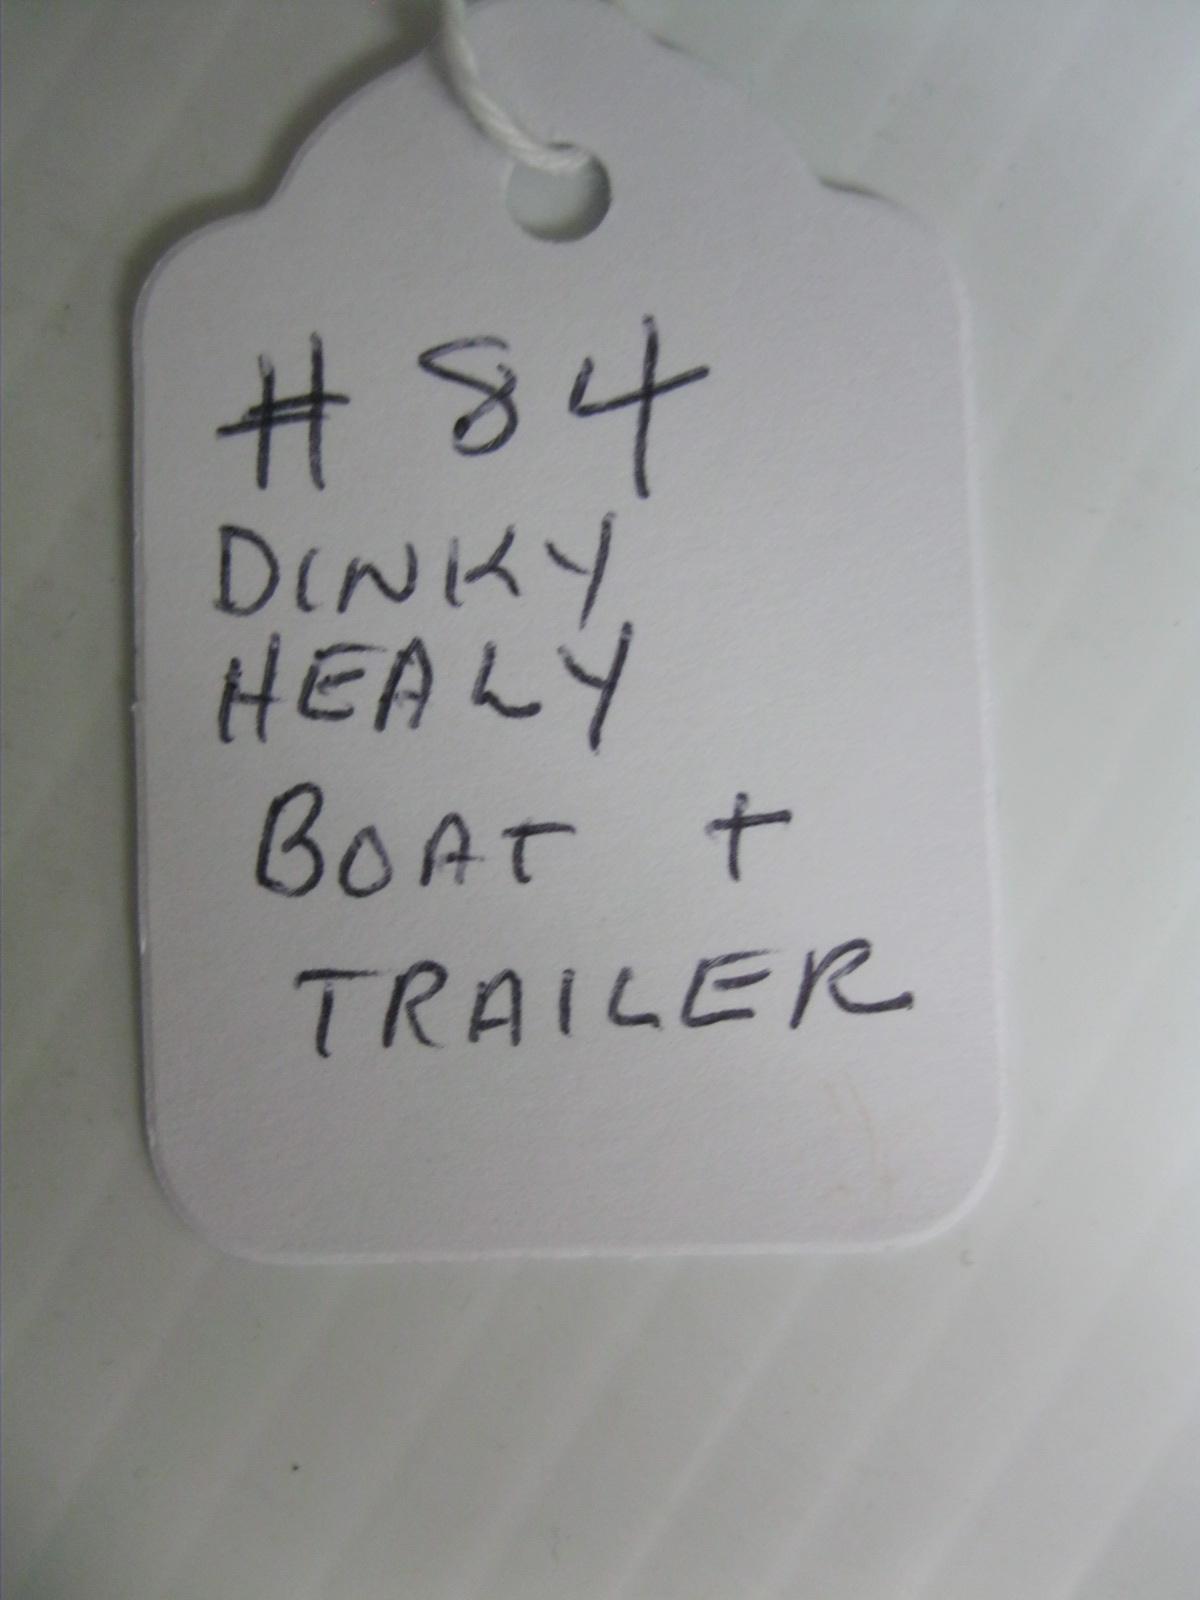 # 84
DINKY
HEALY
BOAT +
TRAILER